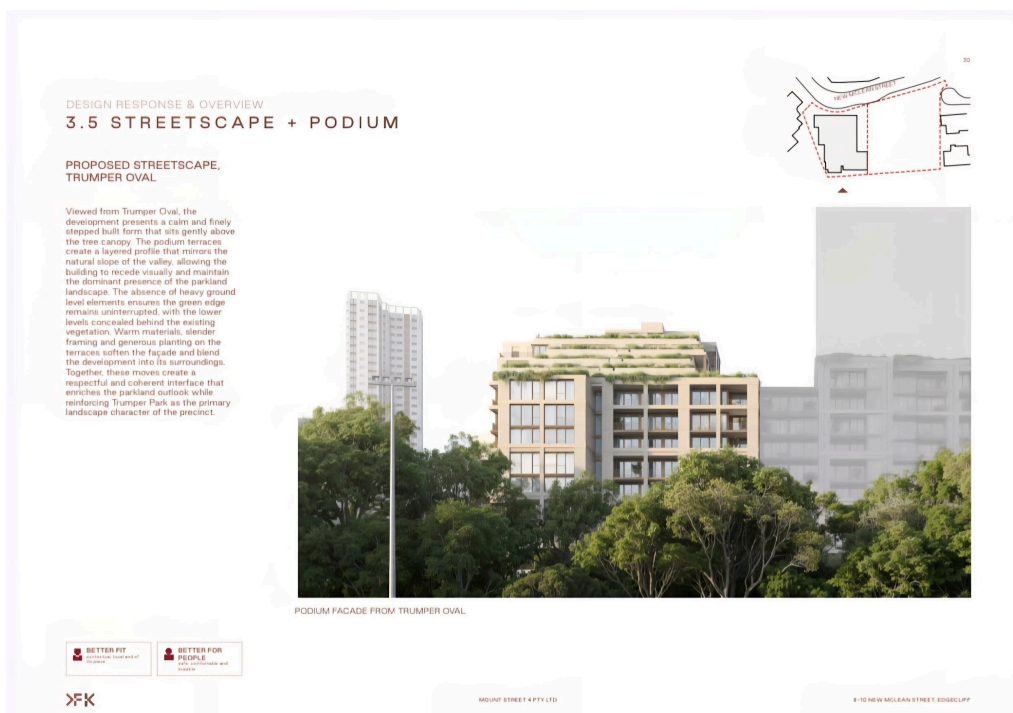 30
DESIGN RESPONSE & OVERVIEW
3.5 STREETSCAPE + PODIUM
NEW MCLEAN STREET
PROPOSED STREETSCAPE,
TRUMPER OVAL
Viewed from Trumper Oval, the
development presents a calm and finely
stepped built form that sits gently above
the tree canopy. The podium terraces
create a layered profile that mirrors the
natural slope of the valley, allowing the
building to recede visually and maintain
the dominant presence of the parkland
landscape. The absence of heavy ground
level elements ensures the green edge
remains uninterrupted, with the lower
levels concealed behind the existing
vegetation. Warm materials, slender
framing and generous planting on the
terraces soften the façade and blend
the development into its surroundings.
Together, these moves create a
respectful and coherent interface that
enriches the parkland outlook while
reinforcing Trumper Park as the primary
landscape character of the precinct.
PODIUM FACADE FROM TRUMPER OVAL
BETTER FIT
contextual, local and of
its place
BETTER FOR
PEOPLE
safe, comfortable and
liveable
FK
MOUNT STREET 4 PTY LTD
8-10 NEW MCLEAN STREET, EDGECLIFF